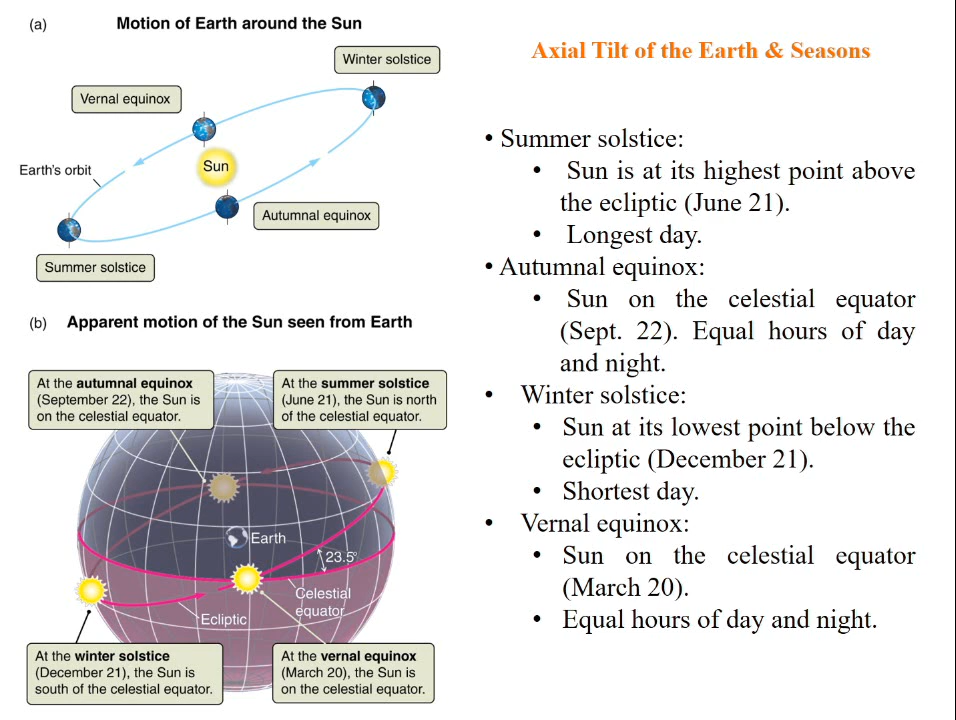 (a) Motion of Earth around the Sun
Winter solstice
Vernal equinox
Earth's orbit
Sun
Autumnal equinox
Summer solstice
(b) Apparent motion of the Sun seen from Earth
At the autumnal equinox
(September 22), the Sun is
on the celestial equator.
At the summer solstice
(June 21), the Sun is north
of the celestial equator.
Earth
23.5°
Celestial
equator
Ecliptic
At the winter solstice
(December 21), the Sun is
south of the celestial equator.
At the vernal equinox
(March 20), the Sun is
on the celestial equator.
Axial Tilt of the Earth & Seasons
• Summer solstice:
• Sun is at its highest point above
the ecliptic (June 21).
• Longest day.
• Autumnal equinox:
• Sun on the celestial equator
(Sept. 22). Equal hours of day
and night.
• Winter solstice:
• Sun at its lowest point below the
ecliptic (December 21).
• Shortest day.
• Vernal equinox:
• Sun on the celestial equator
(March 20).
• Equal hours of day and night.